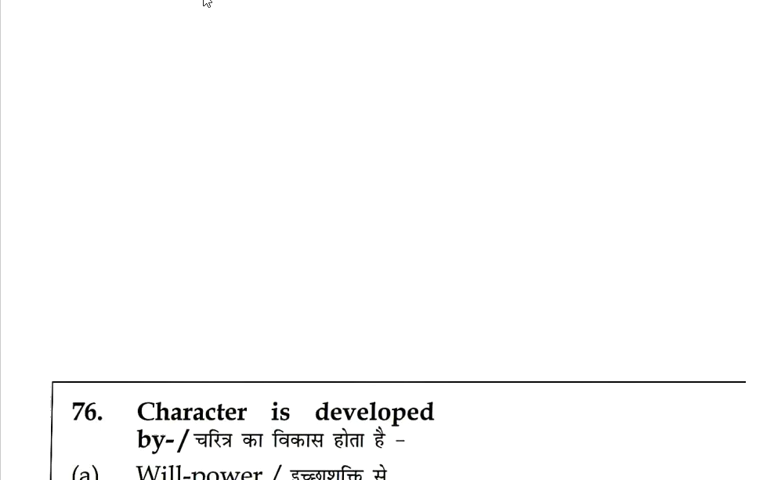 76. Character is developed
by-/चरित्र का विकास होता है –
(a) Will-power / इच्छाशक्ति से